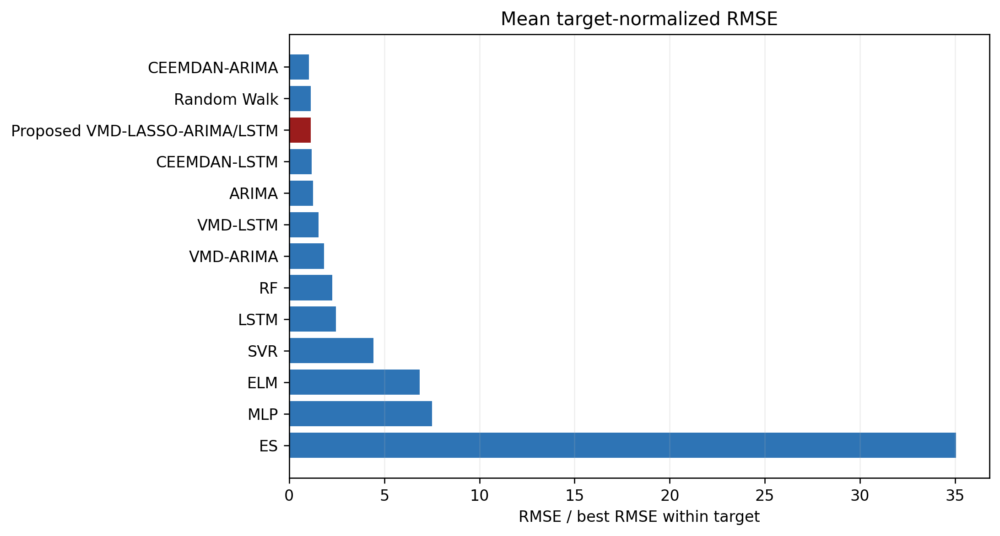 Mean target-normalized RMSE
CEEMDAN-ARIMA
Random Walk
Proposed VMD-LASSO-ARIMA/LSTM
CEEMDAN-LSTM
ARIMA
VMD-LSTM
VMD-ARIMA
RF
LSTM
SVR
ELM
MLP
ES
0 5 10 15 20 25 30 35
RMSE / best RMSE within target